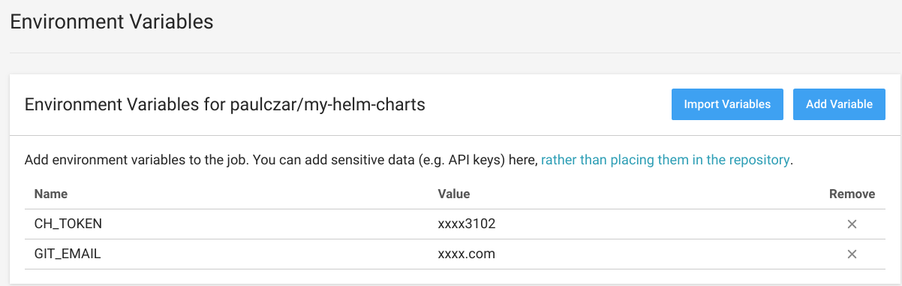 Environment Variables
Environment Variables for paulczar/my-helm-charts
Import Variables
Add Variable
Add environment variables to the job. You can add sensitive data (e.g. API keys) here, rather than placing them in the repository.
Name Value Remove
CH_TOKEN xxxx3102 ×
GIT_EMAIL xxxx.com ×